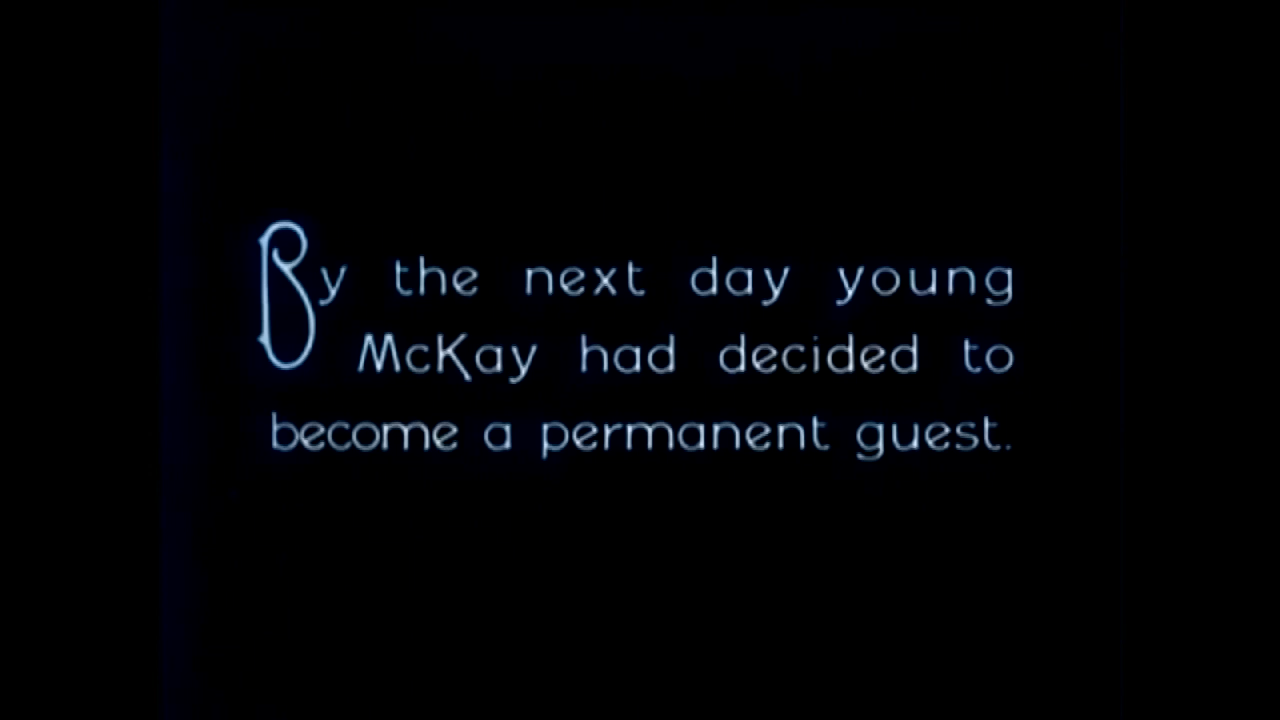 By the next day young
McKay had decided to
become a permanent guest.